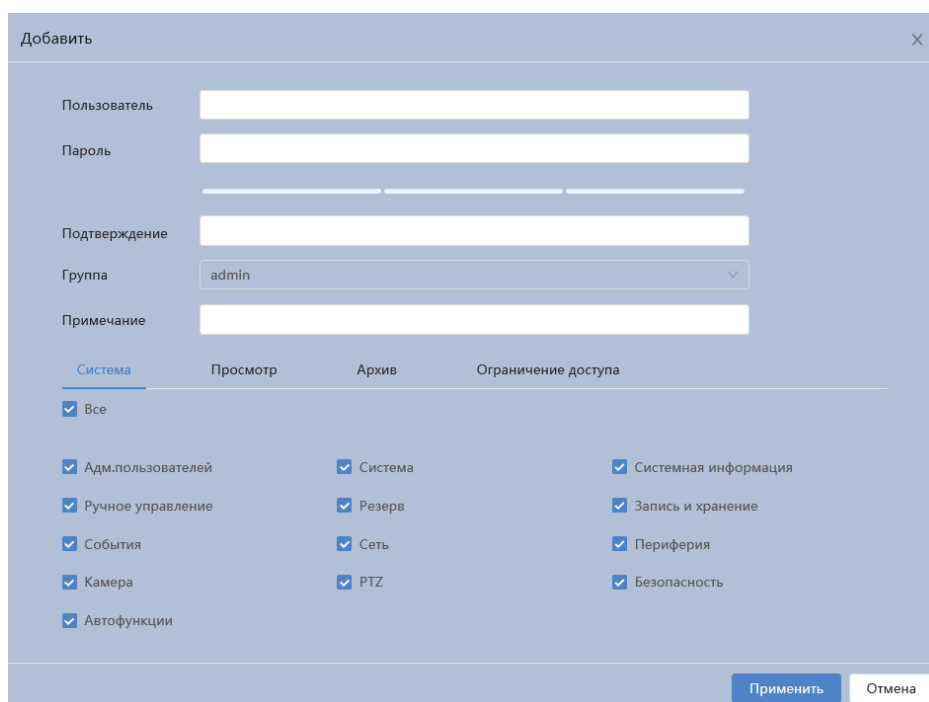 Добавить
Пользователь
Пароль
Подтверждение
Группа admin
Примечание
Система Просмотр Архив Ограничение доступа
Все
Адм.пользователей Система Системная информация
Ручное управление Резерв Запись и хранение
События Сеть Периферия
Камера PTZ Безопасность
Автофункции
Применить Отмена